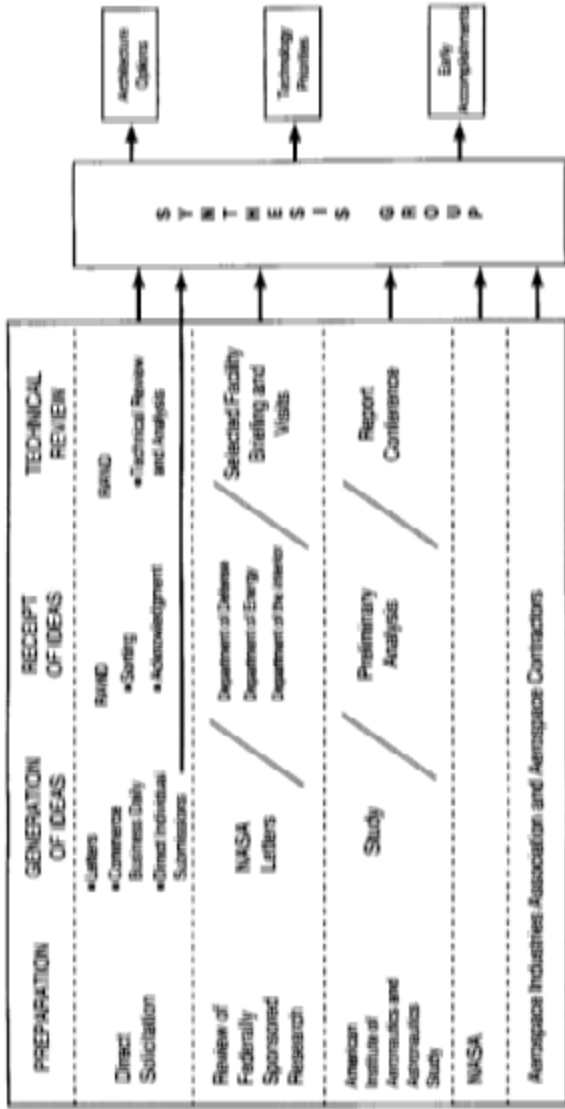 PREPARATION
GENERATION
OF IDEAS
RECEIPT
OF IDEAS
TECHNICAL
REVIEW
Direct
Solicitation
•Letters
•Commerce
Business Daily
•Direct Individual
Submissions
RAND
•Sorting
•Acknowledgment
RAND
•Technical Review
and Analysis
Review of
Federally
Sponsored
Research
NASA
Letters
Department of Defense
Department of Energy
Department of the Interior
Selected Facility
Briefing and
Visits
American
Institute of
Aeronautics and
Astronautics
Study
Study
Preliminary
Analysis
Report
Conference
NASA
Aerospace Industries Association and Aerospace Contractors
SYNTHESIS GROUP
Architecture
Options
Technology
Priorities
Early
Accomplishments